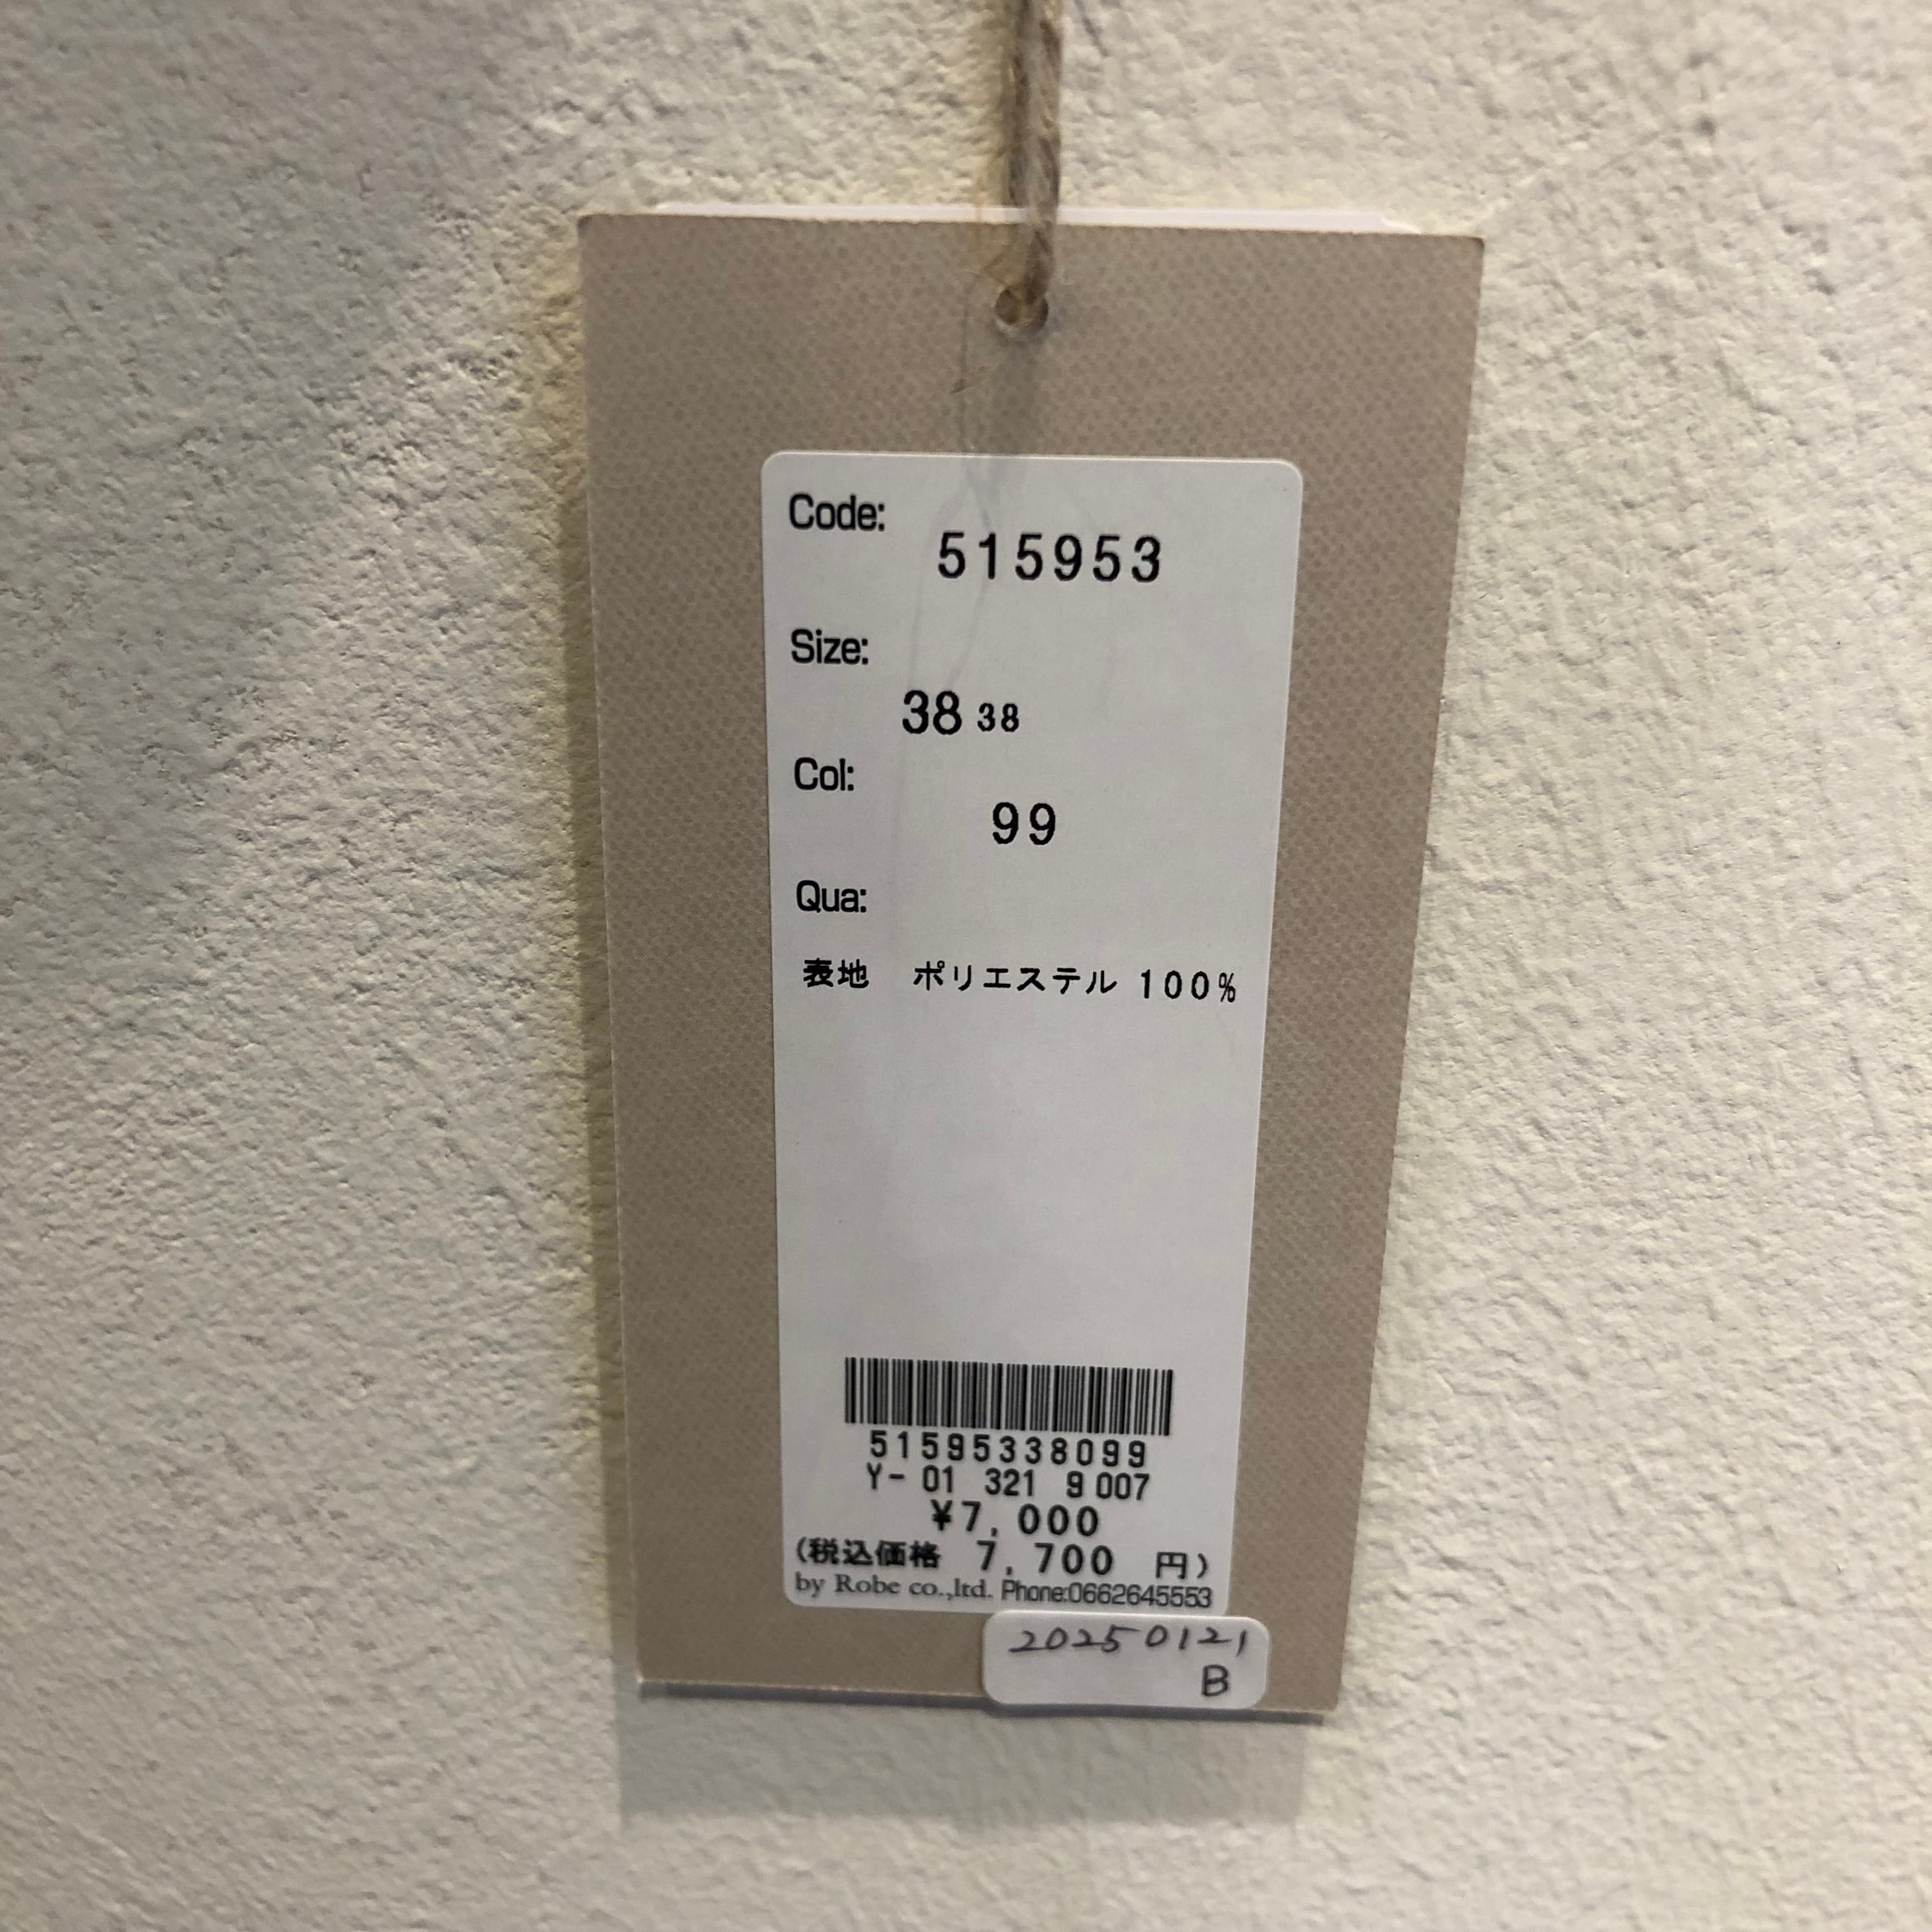 Code:
515953
Size:
38 38
Col:
99
Qua:
表地 ポリエステル 100%
51595338099
Y- 01 321 9 007
¥7,000
(税込価格 7,700 円)
by Robe co.,ltd. Phone:0662645553
20250121,
B